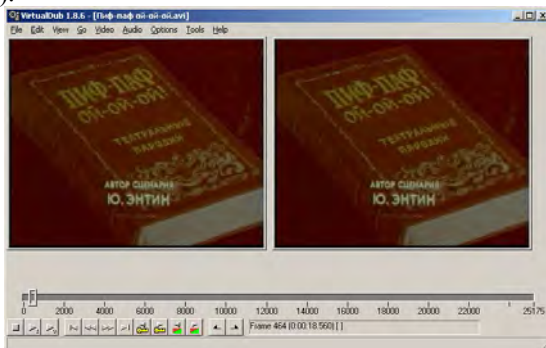 VirtualDub 1.8.6 - [Пиф-паф ой-ой-ой.avi]
File Edit View Go Video Audio Options Tools Help
ПИФ-ПАФ
ОЙ-ОЙ-ОЙ!
ТЕАТРАЛЬНЫЕ
ПАРОДИИ
АВТОР СЦЕНАРИЯ
Ю. ЭНТИН
ПИФ-ПАФ
ОЙ-ОЙ-ОЙ!
ТЕАТРАЛЬНЫЕ
ПАРОДИИ
АВТОР СЦЕНАРИЯ
Ю. ЭНТИН
0 2000 4000 6000 8000 10000 12000 14000 16000 18000 20000 22000 25175
Frame 464 (0:00:18.560) [ ]